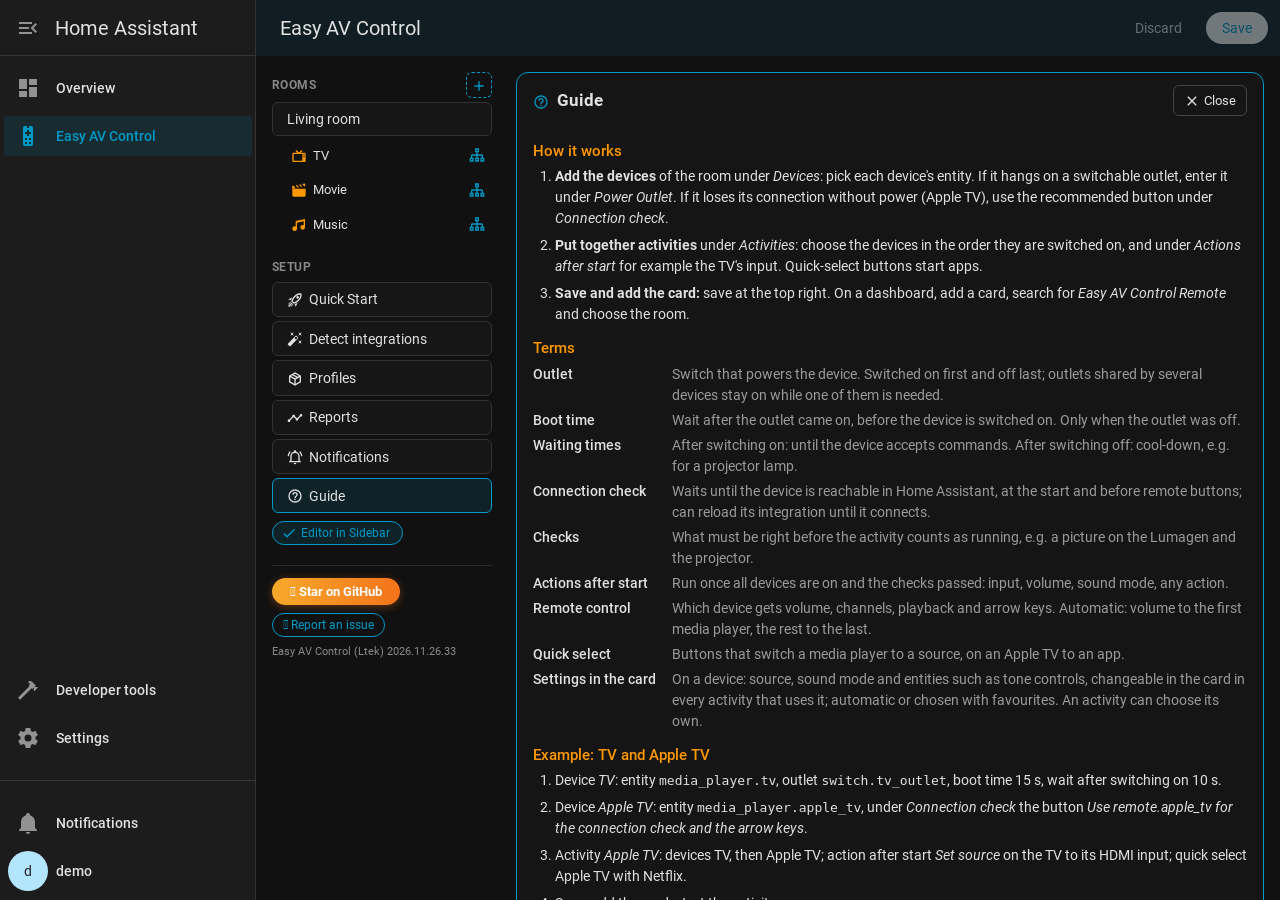 Home Assistant
Overview
Easy AV Control
Developer tools
Settings
Notifications
d
demo
Easy AV Control
Discard
Save
ROOMS
Living room
TV
Movie
Music
SETUP
Quick Start
Detect integrations
Profiles
Reports
Notifications
Guide
Editor in Sidebar
Star on GitHub
Report an issue
Easy AV Control (Ltek) 2026.11.26.33
Guide
Close
How it works
1. Add the devices of the room under Devices: pick each device's entity. If it hangs on a switchable outlet, enter it
under Power Outlet. If it loses its connection without power (Apple TV), use the recommended button under
Connection check.
2. Put together activities under Activities: choose the devices in the order they are switched on, and under Actions
after start for example the TV's input. Quick-select buttons start apps.
3. Save and add the card: save at the top right. On a dashboard, add a card, search for Easy AV Control Remote
and choose the room.
Terms
Outlet
Switch that powers the device. Switched on first and off last; outlets shared by several
devices stay on while one of them is needed.
Boot time
Wait after the outlet came on, before the device is switched on. Only when the outlet was off.
Waiting times
After switching on: until the device accepts commands. After switching off: cool-down, e.g.
for a projector lamp.
Connection check
Waits until the device is reachable in Home Assistant, at the start and before remote buttons;
can reload its integration until it connects.
Checks
What must be right before the activity counts as running, e.g. a picture on the Lumagen and
the projector.
Actions after start
Run once all devices are on and the checks passed: input, volume, sound mode, any action.
Remote control
Which device gets volume, channels, playback and arrow keys. Automatic: volume to the first
media player, the rest to the last.
Quick select
Buttons that switch a media player to a source, on an Apple TV to an app.
Settings in the card
On a device: source, sound mode and entities such as tone controls, changeable in the card in
every activity that uses it; automatic or chosen with favourites. An activity can choose its
own.
Example: TV and Apple TV
1. Device TV: entity media_player.tv, outlet switch.tv_outlet, boot time 15 s, wait after switching on 10 s.
2. Device Apple TV: entity media_player.apple_tv, under Connection check the button Use remote.apple_tv for
the connection check and the arrow keys.
3. Activity Apple TV: devices TV, then Apple TV; action after start Set source on the TV to its HDMI input; quick select
Apple TV with Netflix.